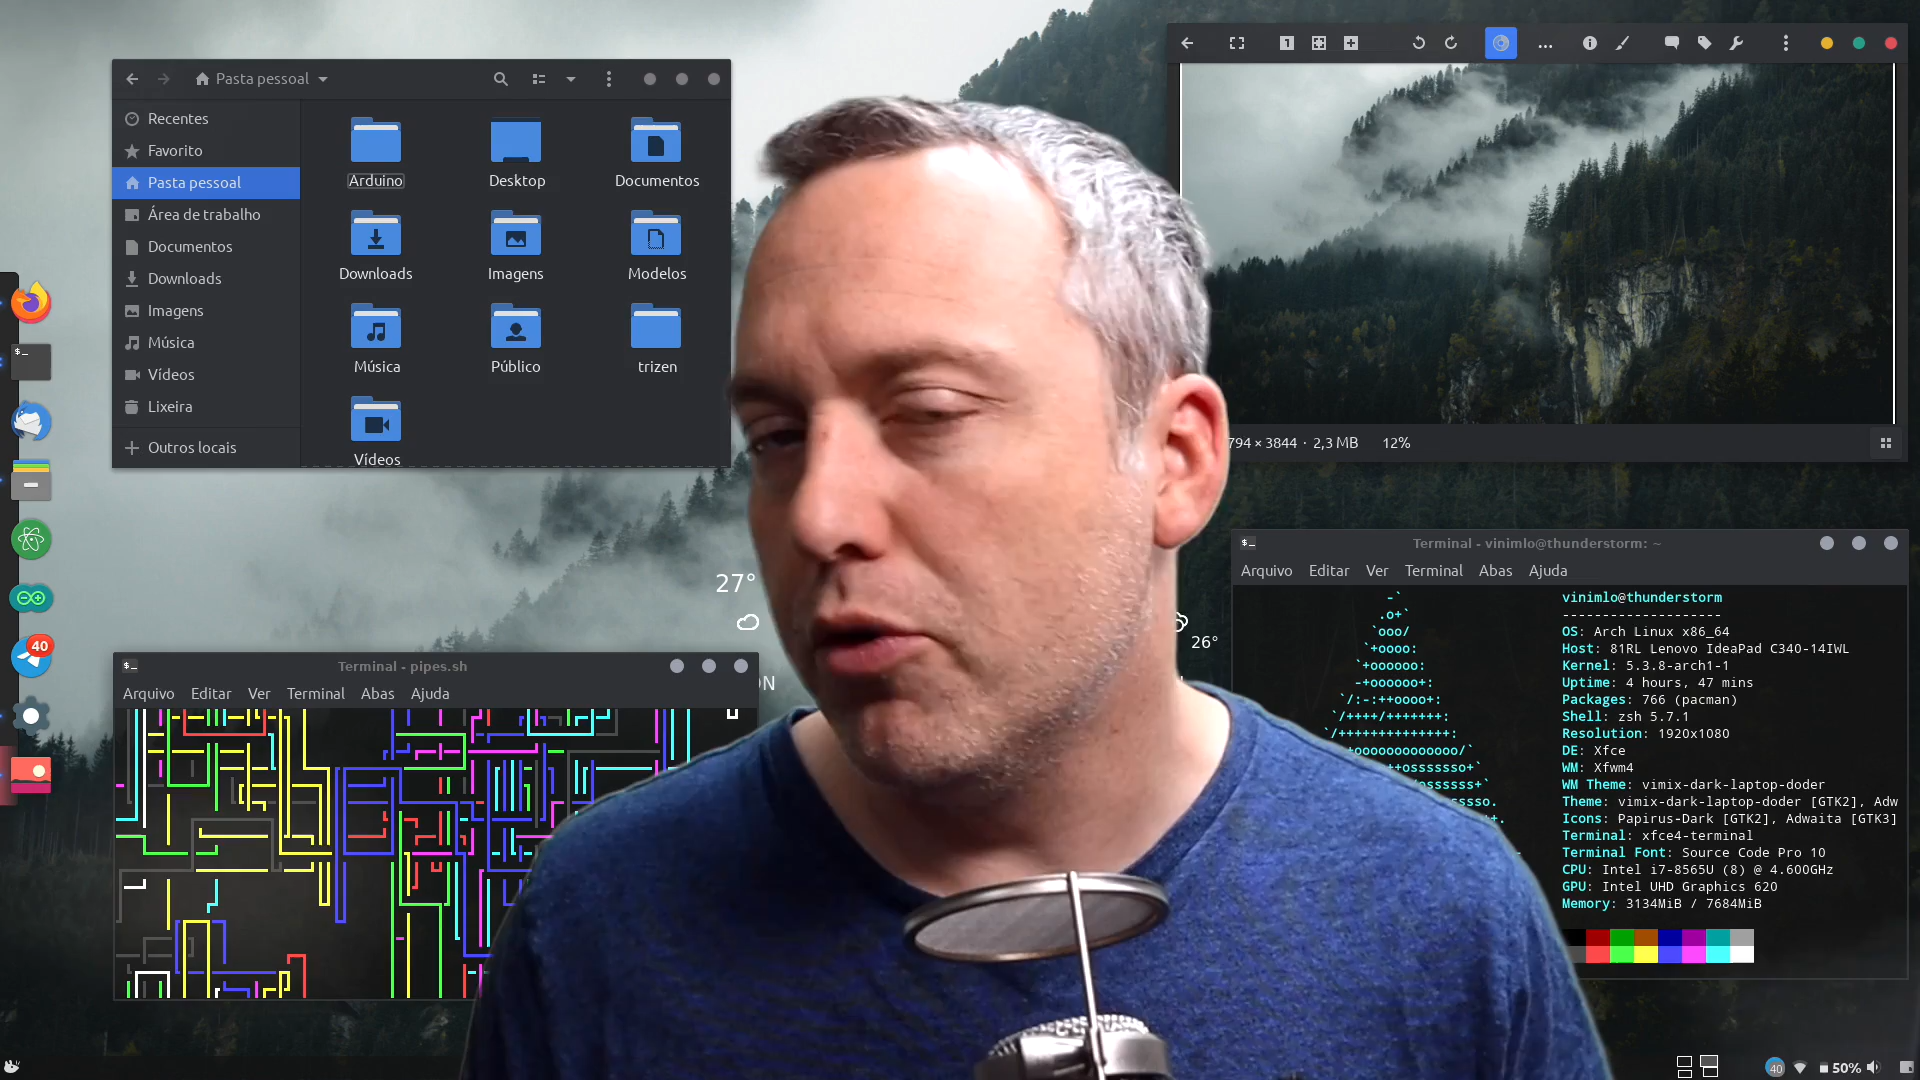 Pasta pessoal
Recentes
Favorito
Pasta pessoal
Área de trabalho
Documentos
Downloads
Imagens
Música
Vídeos
Lixeira
Outros locais
Arduino
Desktop
Documentos
Downloads
Imagens
Modelos
Música
Público
trizen
Vídeos
794 × 3844 · 2,3 MB 12%
27°
26°
40
Terminal - pipes.sh
Arquivo Editar Ver Terminal Abas Ajuda
Terminal - vinimlo@thunderstorm: ~
Arquivo Editar Ver Terminal Abas Ajuda
vinimlo@thunderstorm
--------------------
OS: Arch Linux x86_64
Host: 81RL Lenovo IdeaPad C340-14IWL
Kernel: 5.3.8-arch1-1
Uptime: 4 hours, 47 mins
Packages: 766 (pacman)
Shell: zsh 5.7.1
Resolution: 1920x1080
DE: Xfce
WM: Xfwm4
WM Theme: vimix-dark-laptop-doder
Theme: vimix-dark-laptop-doder [GTK2], Adw
Icons: Papirus-Dark [GTK2], Adwaita [GTK3]
Terminal: xfce4-terminal
Terminal Font: Source Code Pro 10
CPU: Intel i7-8565U (8) @ 4.600GHz
GPU: Intel UHD Graphics 620
Memory: 3134MiB / 7684MiB
40
50%